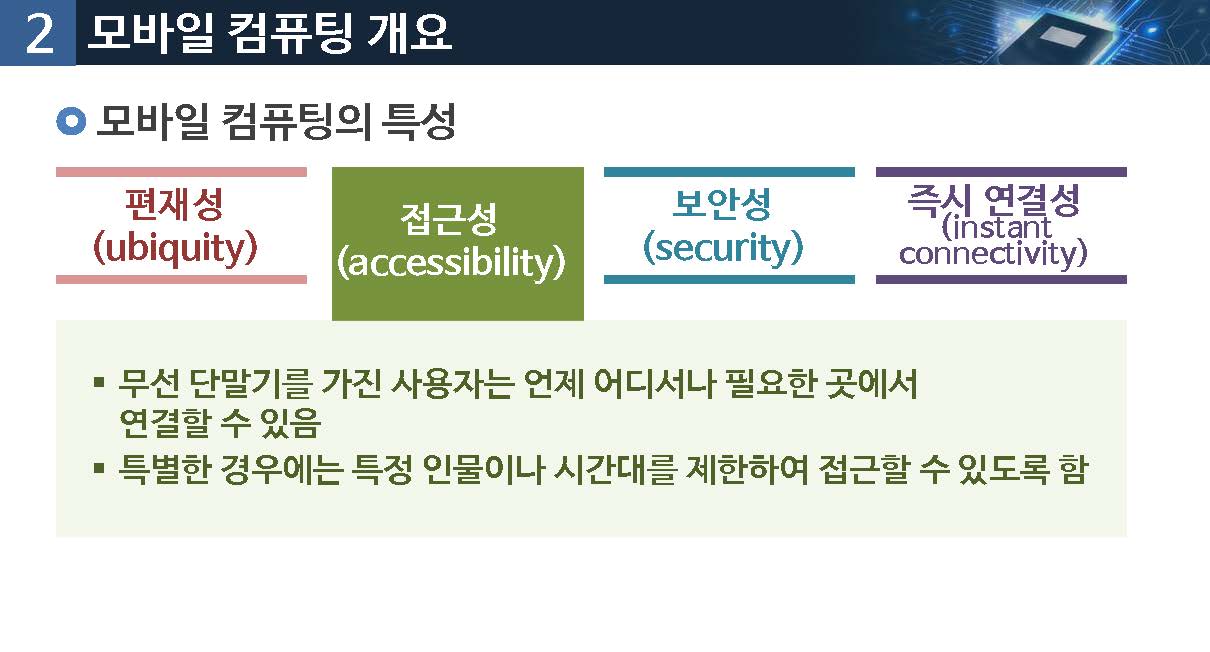 2 모바일 컴퓨팅 개요
모바일 컴퓨팅의 특성
편재성
(ubiquity)
접근성
(accessibility)
보안성
(security)
즉시 연결성
(instant
connectivity)
▪ 무선 단말기를 가진 사용자는 언제 어디서나 필요한 곳에서
연결할 수 있음
▪ 특별한 경우에는 특정 인물이나 시간대를 제한하여 접근할 수 있도록 함